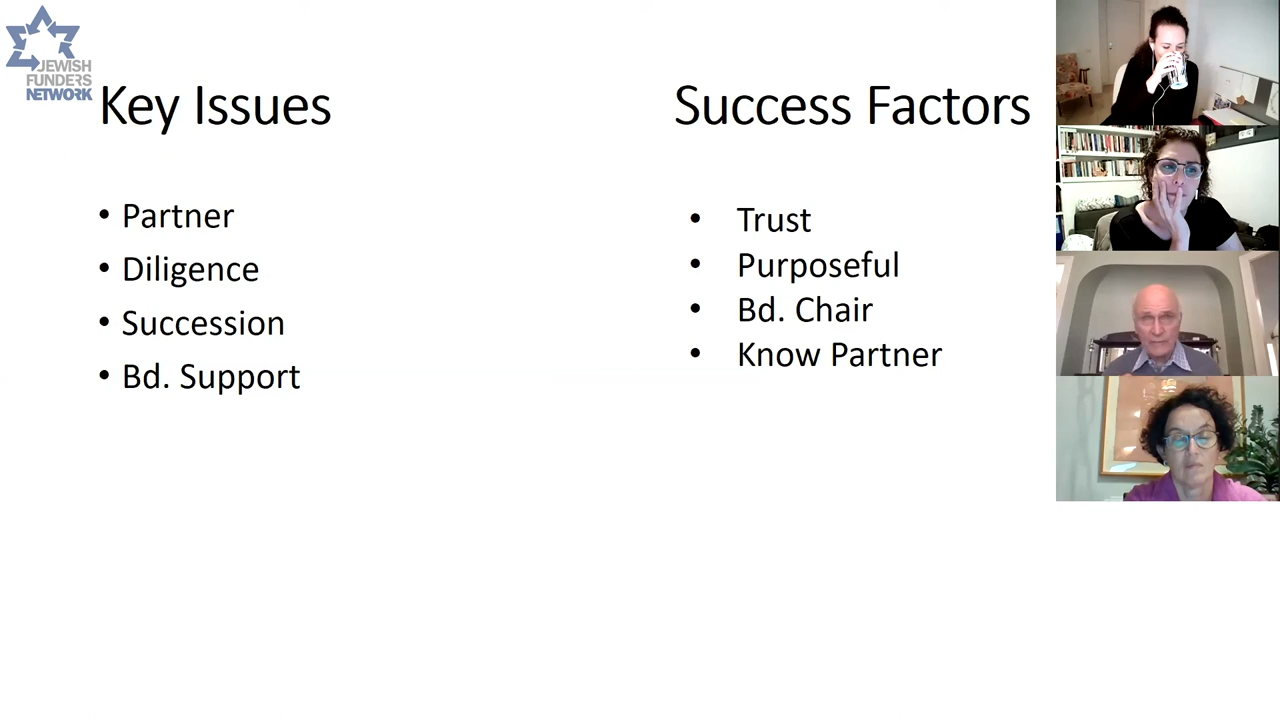 JEWISH
FUNDERS
NETWORK
Key Issues
• Partner
• Diligence
• Succession
• Bd. Support
Success Factors
• Trust
• Purposeful
• Bd. Chair
• Know Partner